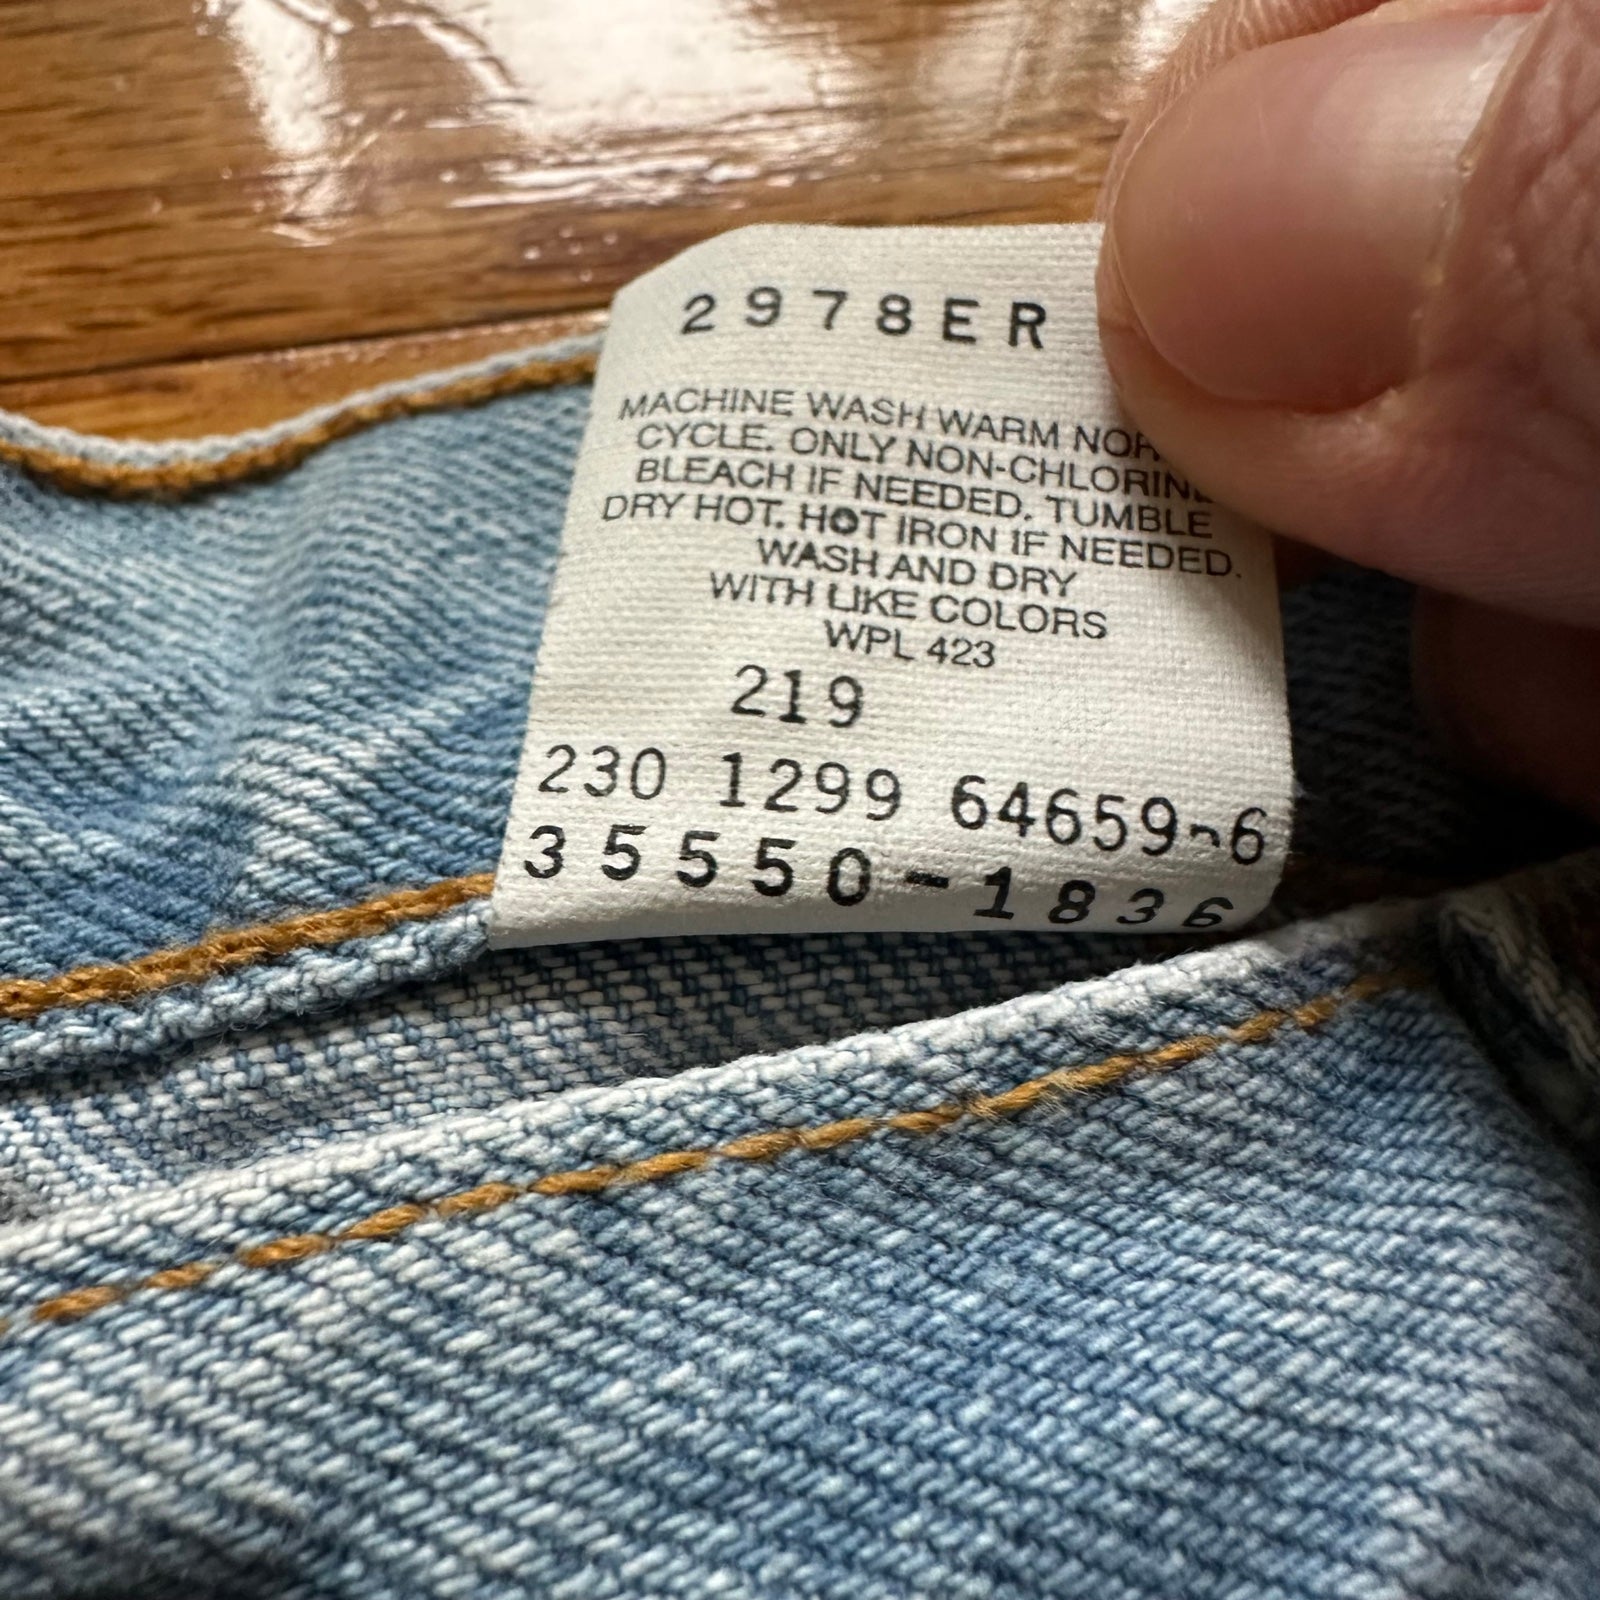 2978ER
MACHINE WASH WARM NOR
CYCLE. ONLY NON-CHLORINE
BLEACH IF NEEDED. TUMBLE
DRY HOT. HOT IRON IF NEEDED.
WASH AND DRY
WITH LIKE COLORS
WPL 423
219
230 1299 64659-6
35550-1836